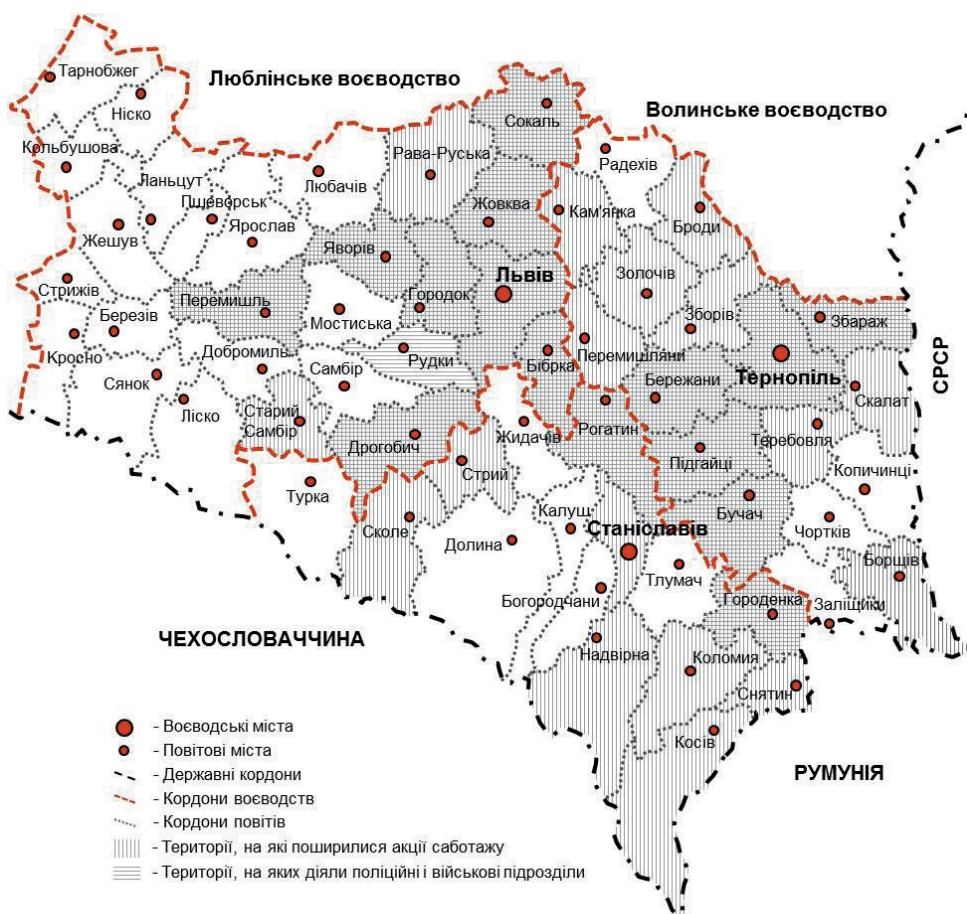 Тарнобжег
Люблінське воєводство
Ніско
Сокаль
Волинське воєводство
Кольбушова
Рава-Руська
Радехів
Ланьцут
Любачів
Пшеворськ
Жовква
Кам'янка
Броди
Жешув
Ярослав
Яворів
Золочів
Львів
Стрижів
Перемишль
Городок
Березів
Мостиська
Зборів
Збараж
Кросно
Добромиль
Рудки
Бібрка
Перемишляни
СРСР
Сянок
Самбір
Бережани
Тернопіль
Скалат
Ліско
Старий
Самбір
Рогатин
Дрогобич
Жидачів
Теребовля
Підгайці
Стрий
Копичинці
Турка
Калуш
Бучач
Сколе
Станіславів
Чортків
Долина
Борщів
Тлумач
Богородчани
Городенка
Заліщики
ЧЕХОСЛОВАЧЧИНА
Надвірна
Коломия
Снятин
Косів
РУМУНІЯ
- Воєводські міста
- Повітові міста
- Державні кордони
- Кордони воєводств
- Кордони повітів
- Території, на які поширилися акції саботажу
- Території, на яких діяли поліційні і військові підрозділи